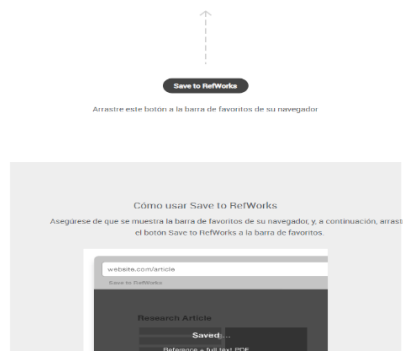 Save to RefWorks
Arrastre este botón a la barra de favoritos de su navegador
Cómo usar Save to RefWorks
Asegúrese de que se muestra la barra de favoritos de su navegador, y, a continuación, arrast
el botón Save to RefWorks a la barra de favoritos.
website.com/article
Save to RefWorks
Research Article
Saved...
Reference + full text PDF